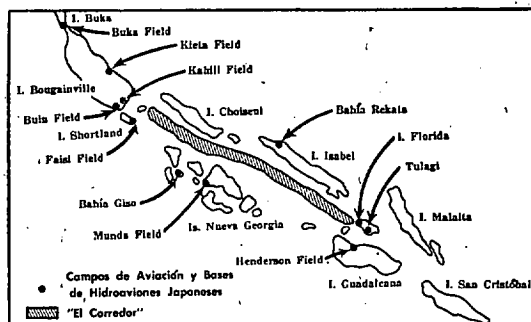 I. Buka
Buka Field
Kieta Field
Kahili Field
I. Bougainville
Buin Field
I. Shortland
Faisi Field
I. Choiseul
Bahía Rekata
I. Isabel
I. Florida
Tulagi
Bahía Giso
Munda Field
Is. Nueva Georgia
I. Malaita
Henderson Field
I. Guadalcana
I. San Cristóbal
Campos de Aviación y Bases
de Hidroaviones Japoneses
"El Corredor"